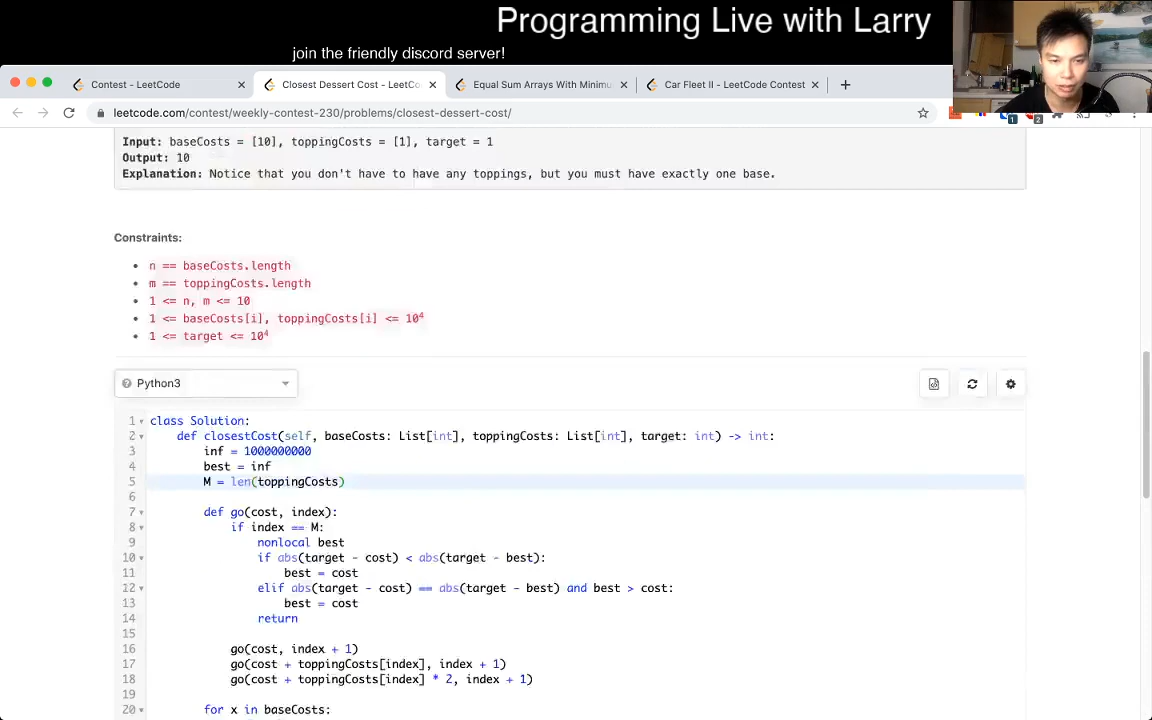 Programming Live with Larry
join the friendly discord server!
Contest - LeetCode
Closest Dessert Cost - LeetCo
Equal Sum Arrays With Minimu
Car Fleet II - LeetCode Contest
leetcode.com/contest/weekly-contest-230/problems/closest-dessert-cost/
1
2
Input: baseCosts = [10], toppingCosts = [1], target = 1
Output: 10
Explanation: Notice that you don't have to have any toppings, but you must have exactly one base.
Constraints:
n == baseCosts.length
m == toppingCosts.length
1 <= n, m <= 10
1 <= baseCosts[i], toppingCosts[i] <= 10⁴
1 <= target <= 10⁴
Python3
1 class Solution:
2 def closestCost(self, baseCosts: List[int], toppingCosts: List[int], target: int) -> int:
3 inf = 1000000000
4 best = inf
5 M = len(toppingCosts)
6
7 def go(cost, index):
8 if index == M:
9 nonlocal best
10 if abs(target - cost) < abs(target - best):
11 best = cost
12 elif abs(target - cost) == abs(target - best) and best > cost:
13 best = cost
14 return
15
16 go(cost, index + 1)
17 go(cost + toppingCosts[index], index + 1)
18 go(cost + toppingCosts[index] * 2, index + 1)
19
20 for x in baseCosts: